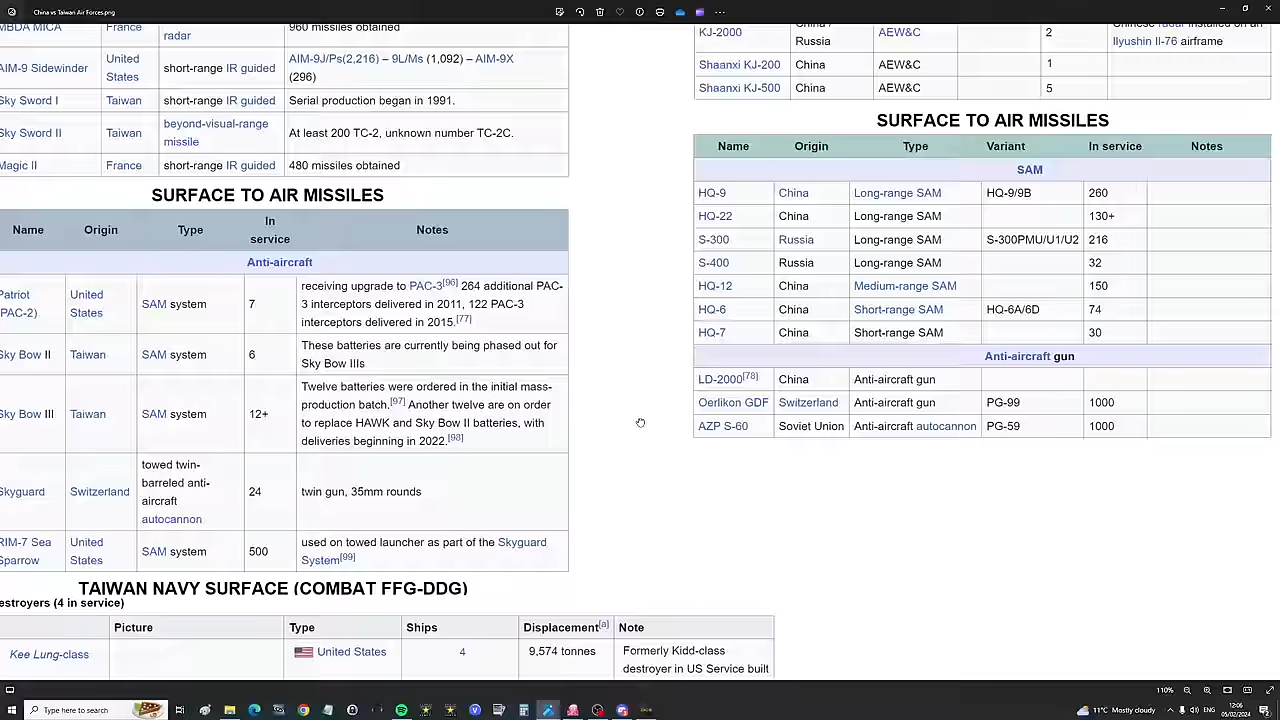 China vs Taiwan Air Forces.png
MBDA MICA France radar 960 missiles obtained
AIM-9 Sidewinder United States short-range IR guided AIM-9J/Ps(2,216) – 9L/Ms (1,092) – AIM-9X (296)
Sky Sword I Taiwan short-range IR guided Serial production began in 1991.
Sky Sword II Taiwan beyond-visual-range missile At least 200 TC-2, unknown number TC-2C.
Magic II France short-range IR guided 480 missiles obtained
SURFACE TO AIR MISSILES
Name Origin Type In service Notes
Anti-aircraft
Patriot (PAC-2) United States SAM system 7 receiving upgrade to PAC-3[96] 264 additional PAC-3 interceptors delivered in 2011, 122 PAC-3 interceptors delivered in 2015.[77]
Sky Bow II Taiwan SAM system 6 These batteries are currently being phased out for Sky Bow IIIs
Sky Bow III Taiwan SAM system 12+ Twelve batteries were ordered in the initial mass-production batch.[97] Another twelve are on order to replace HAWK and Sky Bow II batteries, with deliveries beginning in 2022.[98]
Skyguard Switzerland towed twin-barreled anti-aircraft autocannon 24 twin gun, 35mm rounds
RIM-7 Sea Sparrow United States SAM system 500 used on towed launcher as part of the Skyguard System[99]
TAIWAN NAVY SURFACE (COMBAT FFG-DDG)
estroyers (4 in service)
Picture Type Ships Displacement[a] Note
Kee Lung-class United States 4 9,574 tonnes Formerly Kidd-class destroyer in US Service built
KJ-2000 China / Russia AEW&C 2 Chinese radar installed on an Ilyushin Il-76 airframe
Shaanxi KJ-200 China AEW&C 1
Shaanxi KJ-500 China AEW&C 5
SURFACE TO AIR MISSILES
Name Origin Type Variant In service Notes
SAM
HQ-9 China Long-range SAM HQ-9/9B 260
HQ-22 China Long-range SAM 130+
S-300 Russia Long-range SAM S-300PMU/U1/U2 216
S-400 Russia Long-range SAM 32
HQ-12 China Medium-range SAM 150
HQ-6 China Short-range SAM HQ-6A/6D 74
HQ-7 China Short-range SAM 30
Anti-aircraft gun
LD-2000[78] China Anti-aircraft gun
Oerlikon GDF Switzerland Anti-aircraft gun PG-99 1000
AZP S-60 Soviet Union Anti-aircraft autocannon PG-59 1000
110%
Type here to search
11°C Mostly cloudy
12:06
05/02/2024